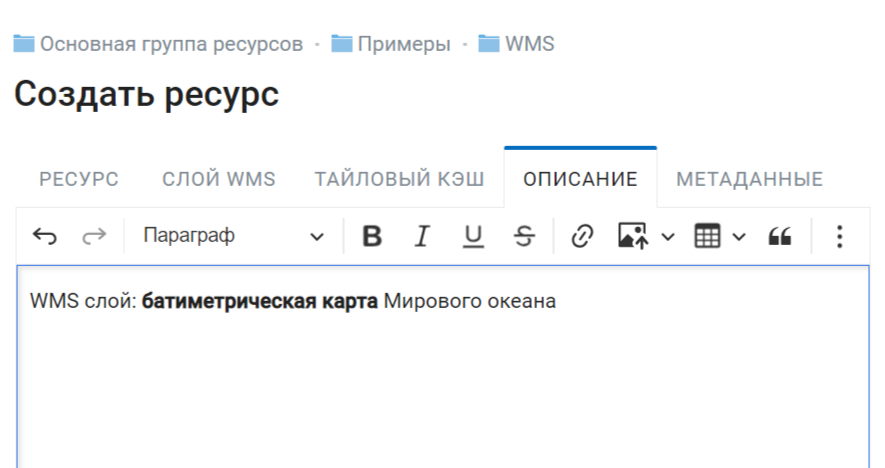 Основная группа ресурсов · Примеры · WMS
Создать ресурс
РЕСУРС СЛОЙ WMS ТАЙЛОВЫЙ КЭШ ОПИСАНИЕ МЕТАДАННЫЕ
Параграф B I U S
WMS слой: батиметрическая карта Мирового океана